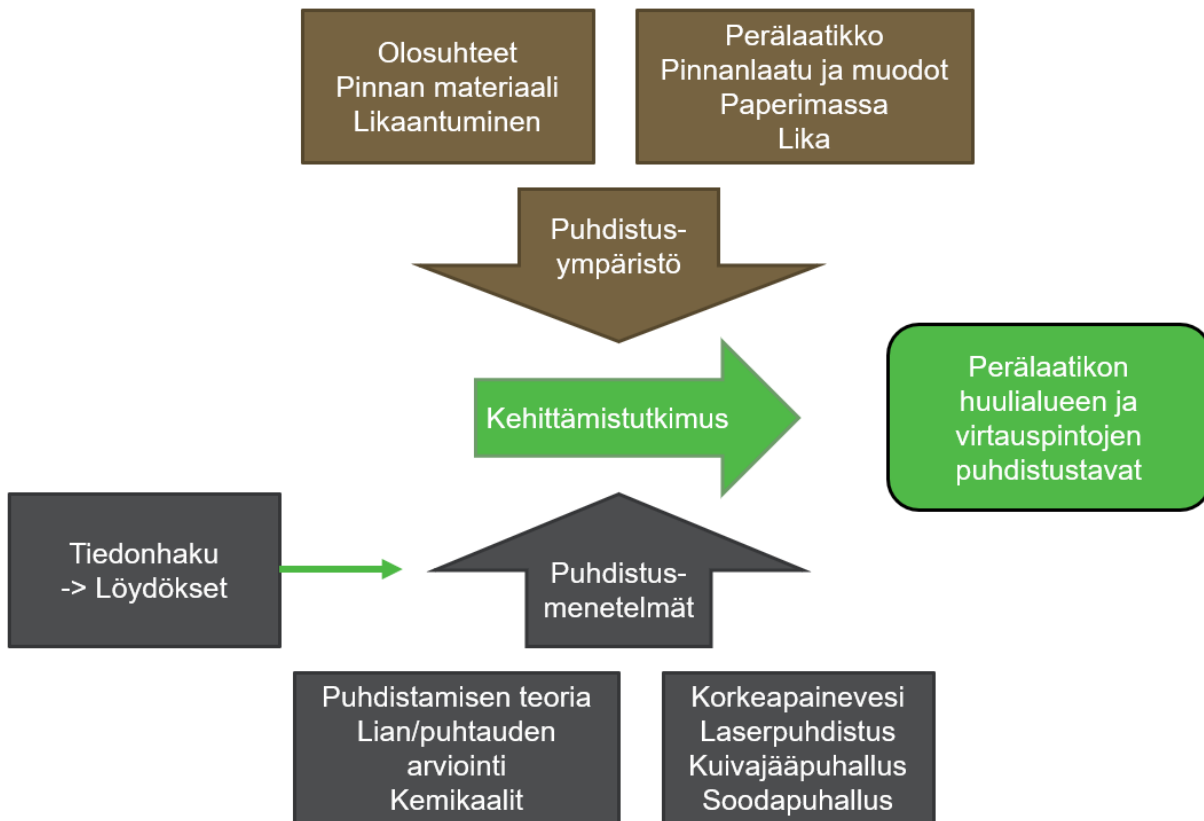 Olosuhteet
Pinnan materiaali
Likaantuminen
Perälaatikko
Pinnanlaatu ja muodot
Paperimassa
Lika
Puhdistus-
ympäristö
Kehittämistutkimus
Perälaatikon
huulialueen ja
virtauspintojen
puhdistustavat
Tiedonhaku
-> Löydökset
Puhdistus-
menetelmät
Puhdistamisen teoria
Lian/puhtauden
arviointi
Kemikaalit
Korkeapainevesi
Laserpuhdistus
Kuivajääpuhallus
Soodapuhallus